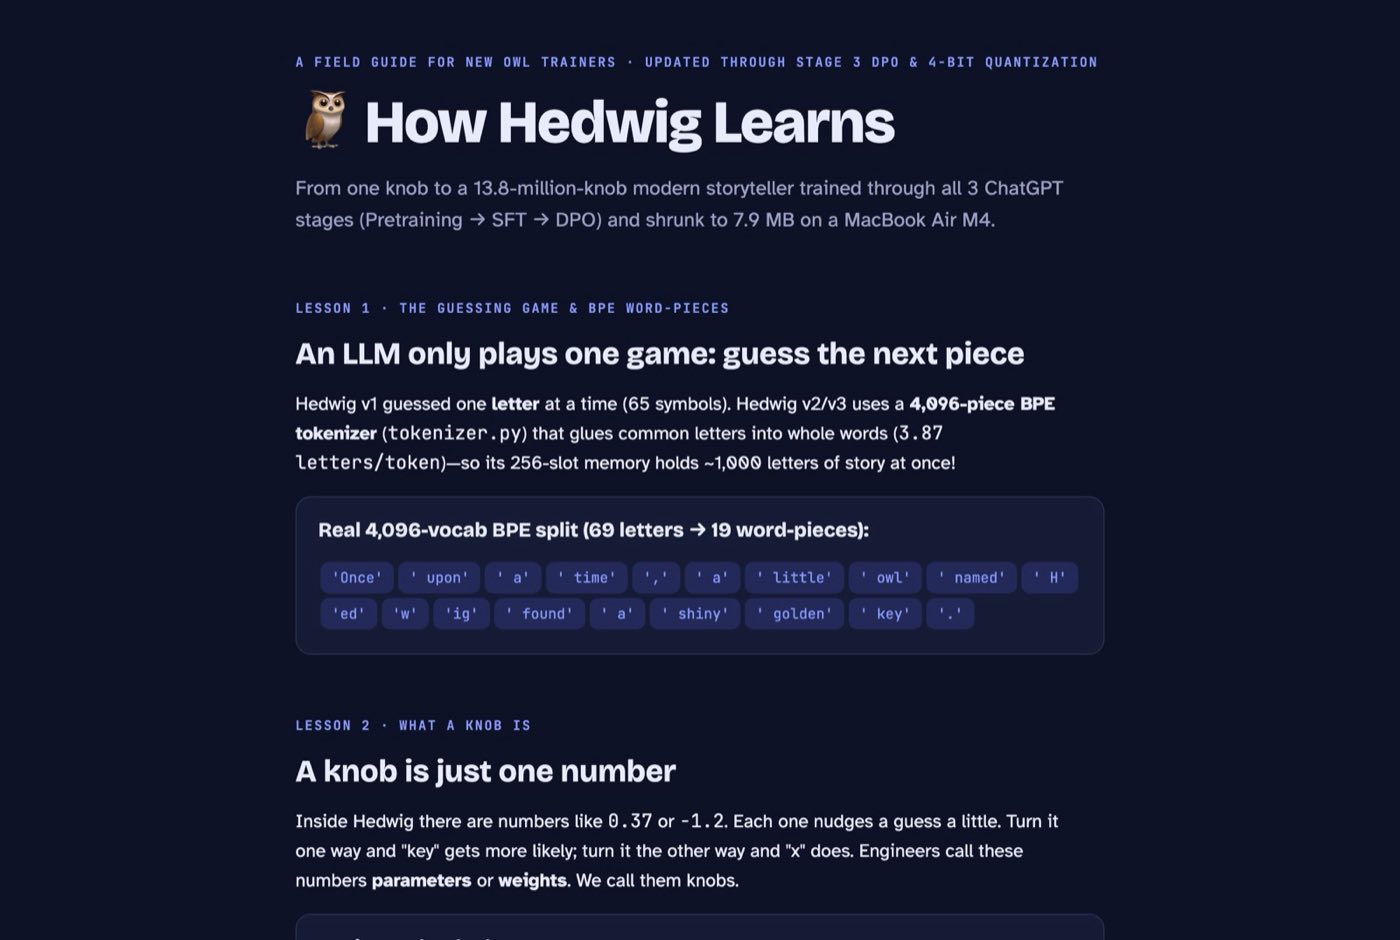 A FIELD GUIDE FOR NEW OWL TRAINERS · UPDATED THROUGH STAGE 3 DPO & 4-BIT QUANTIZATION
How Hedwig Learns
From one knob to a 13.8-million-knob modern storyteller trained through all 3 ChatGPT
stages (Pretraining → SFT → DPO) and shrunk to 7.9 MB on a MacBook Air M4.
LESSON 1 · THE GUESSING GAME & BPE WORD-PIECES
An LLM only plays one game: guess the next piece
Hedwig v1 guessed one letter at a time (65 symbols). Hedwig v2/v3 uses a 4,096-piece BPE
tokenizer (tokenizer.py) that glues common letters into whole words (3.87
letters/token)—so its 256-slot memory holds ~1,000 letters of story at once!
Real 4,096-vocab BPE split (69 letters → 19 word-pieces):
'Once' ' upon' ' a' ' time' ',' ' a' ' little' ' owl' ' named' ' H'
'ed' 'w' 'ig' ' found' ' a' ' shiny' ' golden' ' key' '.'
LESSON 2 · WHAT A KNOB IS
A knob is just one number
Inside Hedwig there are numbers like 0.37 or -1.2. Each one nudges a guess a little. Turn it
one way and "key" gets more likely; turn it the other way and "x" does. Engineers call these
numbers parameters or weights. We call them knobs.